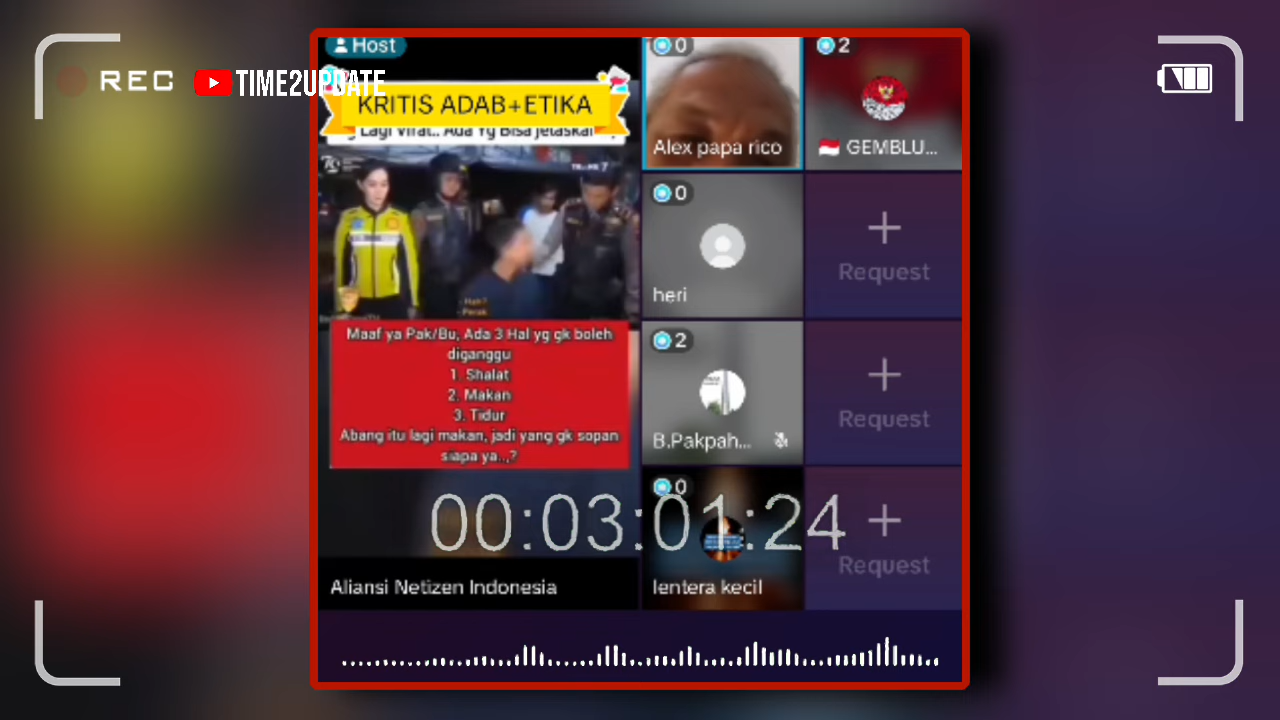 Host
REC
TIME2UPDATE
KRITIS ADAB+ETIKA
Lagi Viral.. Ada Yg Bisa jelaskan
Maaf ya Pak/Bu, Ada 3 Hal yg gk boleh
diganggu
1. Shalat
2. Makan
3. Tidur
Abang itu lagi makan, jadi yang gk sopan
siapa ya..,?
Aliansi Netizen Indonesia
0
Alex papa rico
2
GEMBLU...
0
heri
Request
2
B.Pakpah...
Request
0
lentera kecil
Request
00:03:01:24